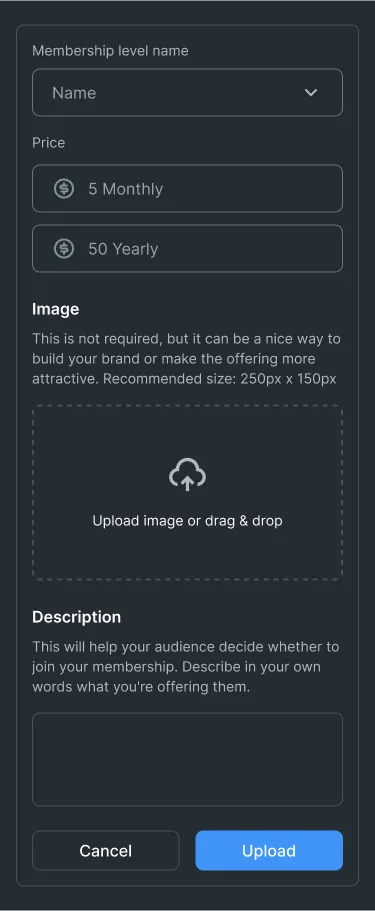 Membership level name
Name
Price
5 Monthly
50 Yearly
Image
This is not required, but it can be a nice way to
build your brand or make the offering more
attractive. Recommended size: 250px x 150px
Upload image or drag & drop
Description
This will help your audience decide whether to
join your membership. Describe in your own
words what you're offering them.
Cancel
Upload